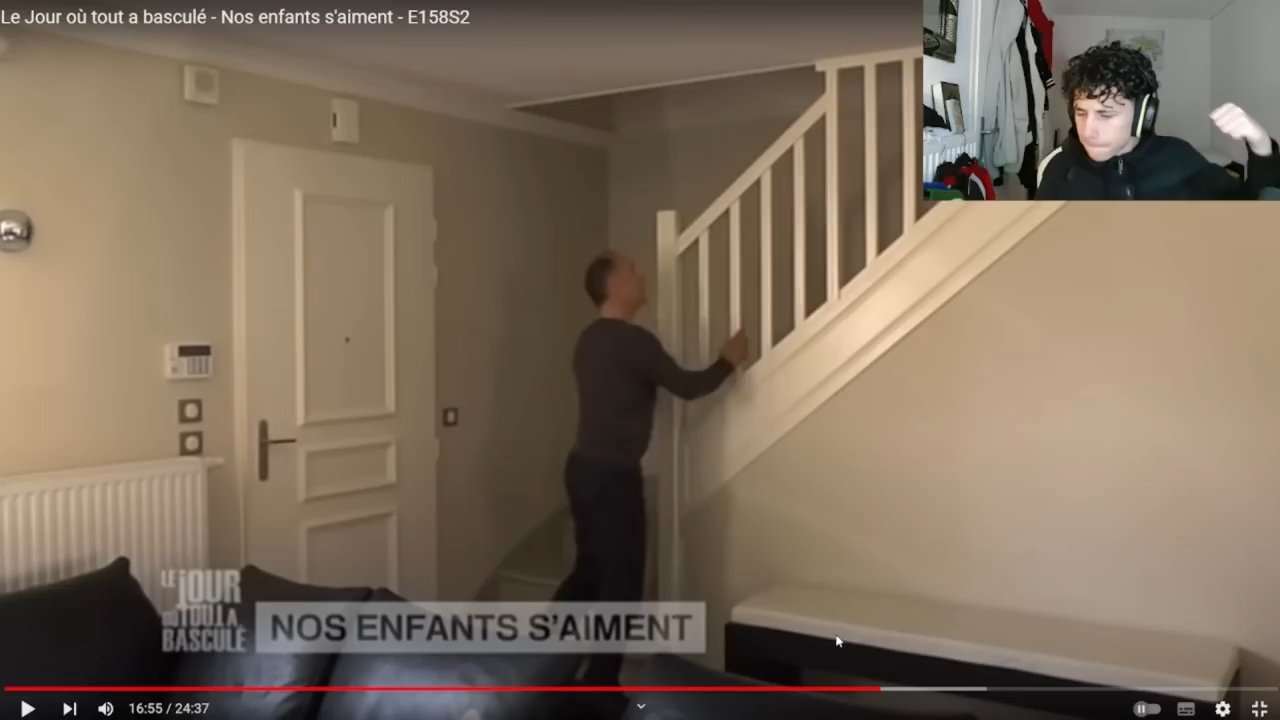 Le Jour où tout a basculé - Nos enfants s'aiment - E158S2
LE JOUR
OÙ TOUT A
BASCULÉ
NOS ENFANTS S'AIMENT
16:55 / 24:37